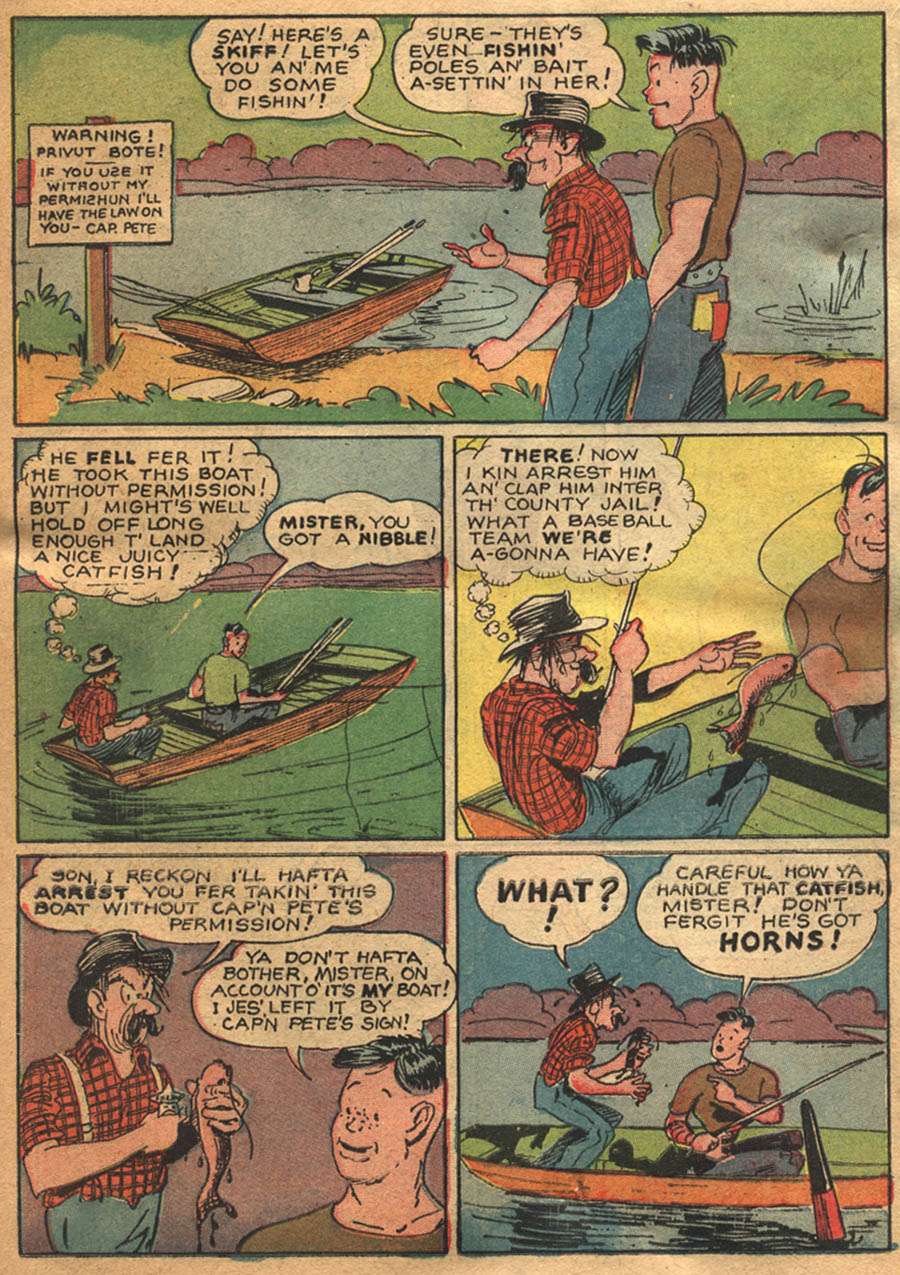 SAY! HERE'S A
SKIFF! LET'S
YOU AN' ME
DO SOME
FISHIN'!
SURE - THEY'S
EVEN FISHIN'
POLES AN' BAIT
A-SETTIN' IN HER!
WARNING!
PRIVUT BOTE!
IF YOU USE IT
WITHOUT MY
PERMISHUN I'LL
HAVE THE LAW ON
YOU - CAP. PETE
HE FELL FER IT!
HE TOOK THIS BOAT
WITHOUT PERMISSION!
BUT I MIGHT'S WELL
HOLD OFF LONG
ENOUGH T' LAND
A NICE JUICY
CATFISH!
MISTER, YOU
GOT A NIBBLE!
THERE! NOW
I KIN ARREST HIM
AN' CLAP HIM INTER
TH' COUNTY JAIL!
WHAT A BASEBALL
TEAM WE'RE
A-GONNA HAVE!
SON, I RECKON I'LL HAFTA
ARREST YOU FER TAKIN' THIS
BOAT WITHOUT CAP'N PETE'S
PERMISSION!
YA DON'T HAFTA
BOTHER, MISTER, ON
ACCOUNT O' IT'S MY BOAT!
I JES' LEFT IT BY
CAP'N PETE'S SIGN!
WHAT?
!
CAREFUL HOW YA
HANDLE THAT CATFISH,
MISTER! DON'T
FERGIT HE'S GOT
HORNS!